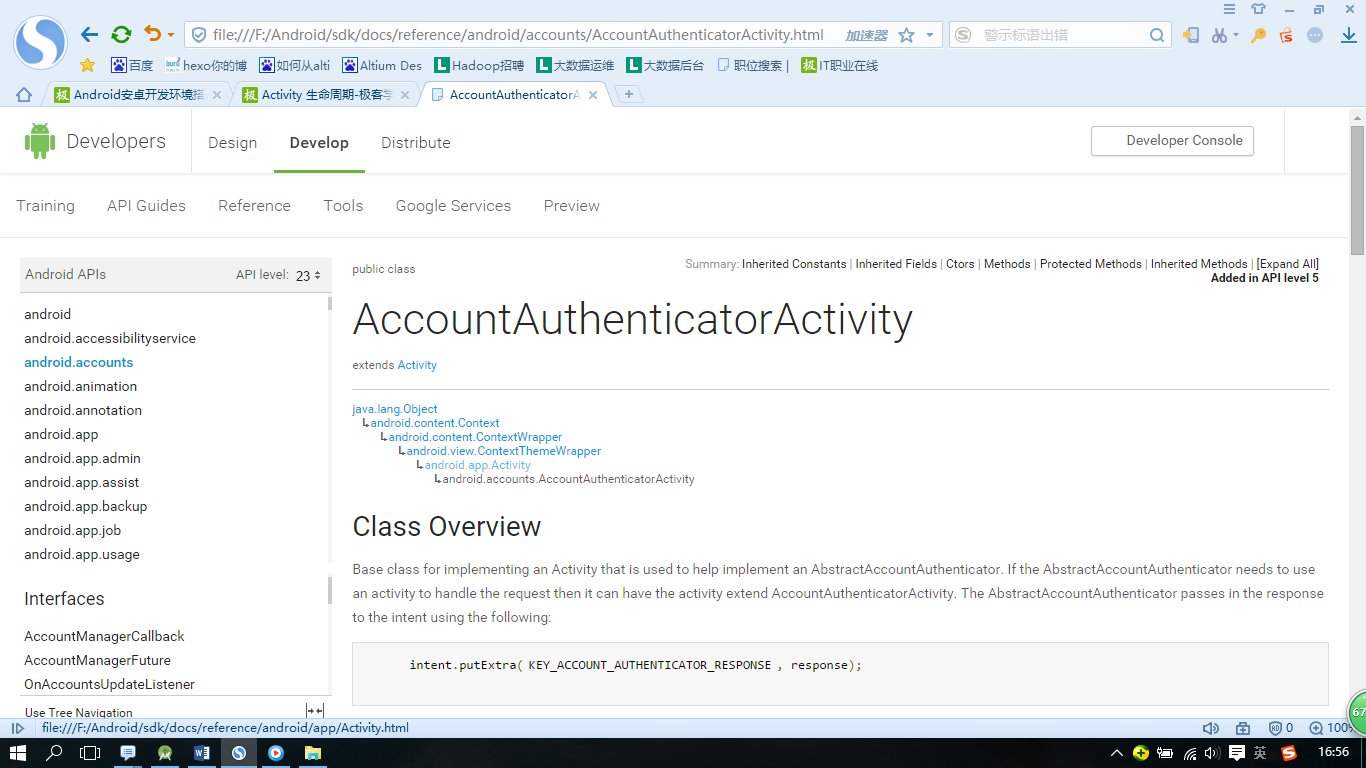 file:///F:/Android/sdk/docs/reference/android/accounts/AccountAuthenticatorActivity.html 加速器 警示标语出错
百度 hexo你的博 如何从alti Altium Des Hadoop招聘 大数据运维 大数据后台 职位搜索 | IT职业在线
Android安卓开发环境搭 Activity 生命周期-极客学 AccountAuthenticatorA
Developers Design Develop Distribute Developer Console
Training API Guides Reference Tools Google Services Preview
Android APIs API level: 23
public class
Summary: Inherited Constants | Inherited Fields | Ctors | Methods | Protected Methods | Inherited Methods | [Expand All]
Added in API level 5
AccountAuthenticatorActivity
extends Activity
android
android.accessibilityservice
android.accounts
android.animation
android.annotation
android.app
android.app.admin
android.app.assist
android.app.backup
android.app.job
android.app.usage
Interfaces
AccountManagerCallback
AccountManagerFuture
OnAccountsUpdateListener
Use Tree Navigation
java.lang.Object
↳android.content.Context
↳android.content.ContextWrapper
↳android.view.ContextThemeWrapper
↳android.app.Activity
↳android.accounts.AccountAuthenticatorActivity
Class Overview
Base class for implementing an Activity that is used to help implement an AbstractAccountAuthenticator. If the AbstractAccountAuthenticator needs to use
an activity to handle the request then it can have the activity extend AccountAuthenticatorActivity. The AbstractAccountAuthenticator passes in the response
to the intent using the following:
intent.putExtra( KEY_ACCOUNT_AUTHENTICATOR_RESPONSE , response);
67
file:///F:/Android/sdk/docs/reference/android/app/Activity.html 0 100%
英 16:56